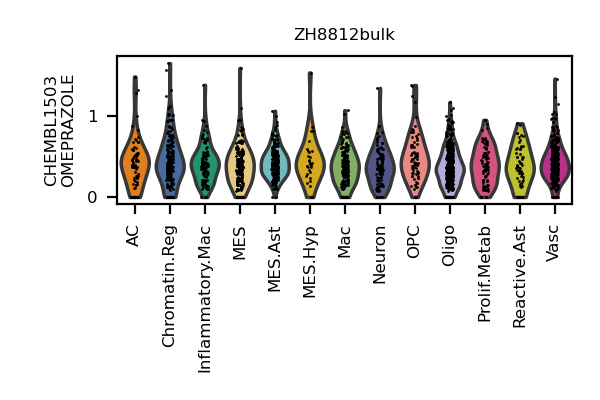 ZH8812bulk
CHEMBL1503
OMEPRAZOLE
1
0
AC
Chromatin.Reg
Inflammatory.Mac
MES
MES.Ast
MES.Hyp
Mac
Neuron
OPC
Oligo
Prolif.Metab
Reactive.Ast
Vasc